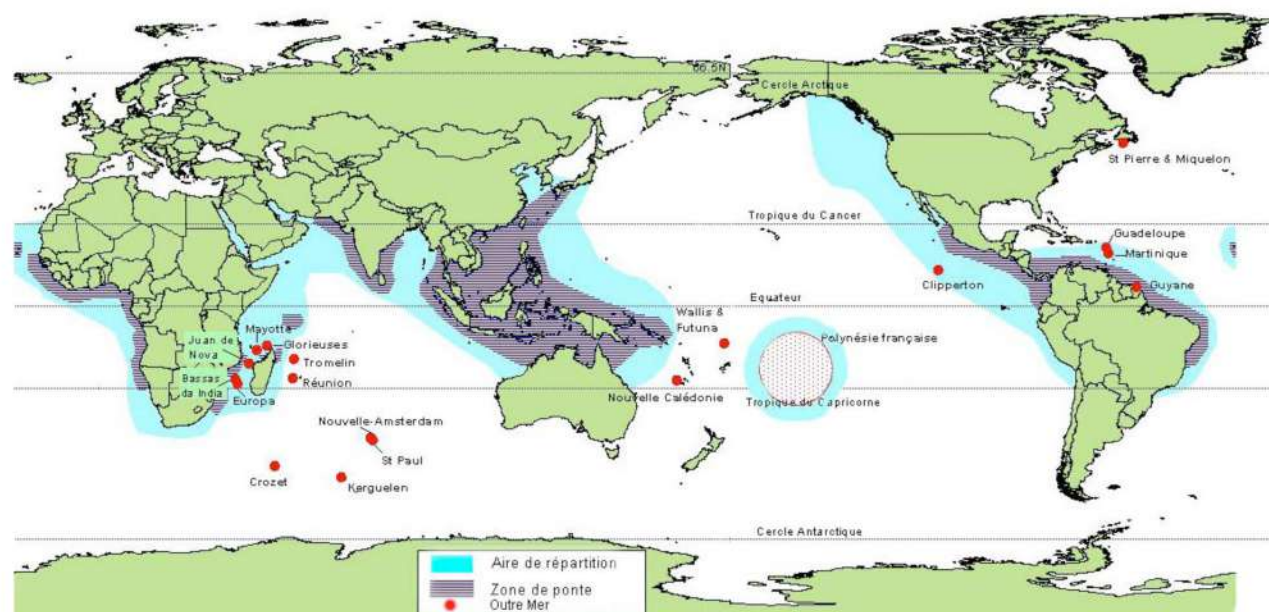 66.5N
Cercle Arctique
St Pierre & Miquelon
Tropique du Cancer
Guadeloupe
Martinique
Clipperton
Guyane
Equateur
Wallis &
Futuna
Mayotte
Juan de
Nova
Glorieuses
Polynésie française
Tromelin
Bassas
da India
Réunion
Europa
Nouvelle Calédonie
Tropique du Capricorne
Nouvelle-Amsterdam
St Paul
Crozet
Kerguelen
Cercle Antarctique
Aire de répartition
Zone de ponte
Outre Mer